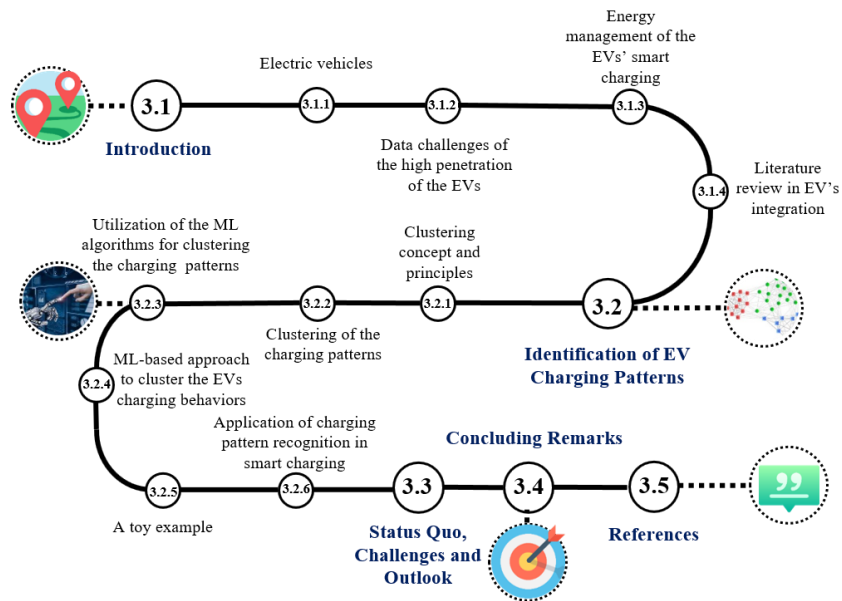 3.1
Introduction
Electric vehicles
3.1.1
3.1.2
Data challenges of
the high penetration
of the EVs
Energy
management of the
EVs' smart
charging
3.1.3
3.1.4
Literature
review in EV's
integration
3.2
Identification of EV
Charging Patterns
Clustering
concept and
principles
3.2.1
3.2.2
Clustering of the
charging patterns
Utilization of the ML
algorithms for clustering
the charging patterns
3.2.3
3.2.4
ML-based approach
to cluster the EVs
charging behaviors
3.2.5
A toy example
Application of charging
pattern recognition in
smart charging
3.2.6
3.3
Status Quo,
Challenges and
Outlook
Concluding Remarks
3.4
3.5
References